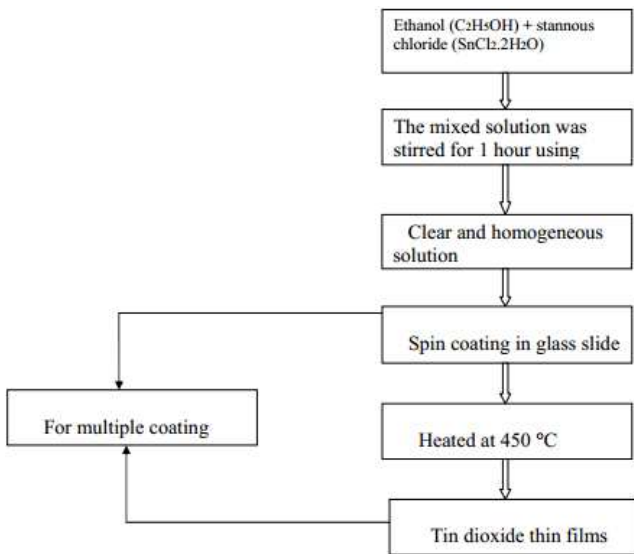 Ethanol (C2H5OH) + stannous
chloride (SnCl2.2H2O)
The mixed solution was
stirred for 1 hour using
Clear and homogeneous
solution
Spin coating in glass slide
For multiple coating
Heated at 450 °C
Tin dioxide thin films